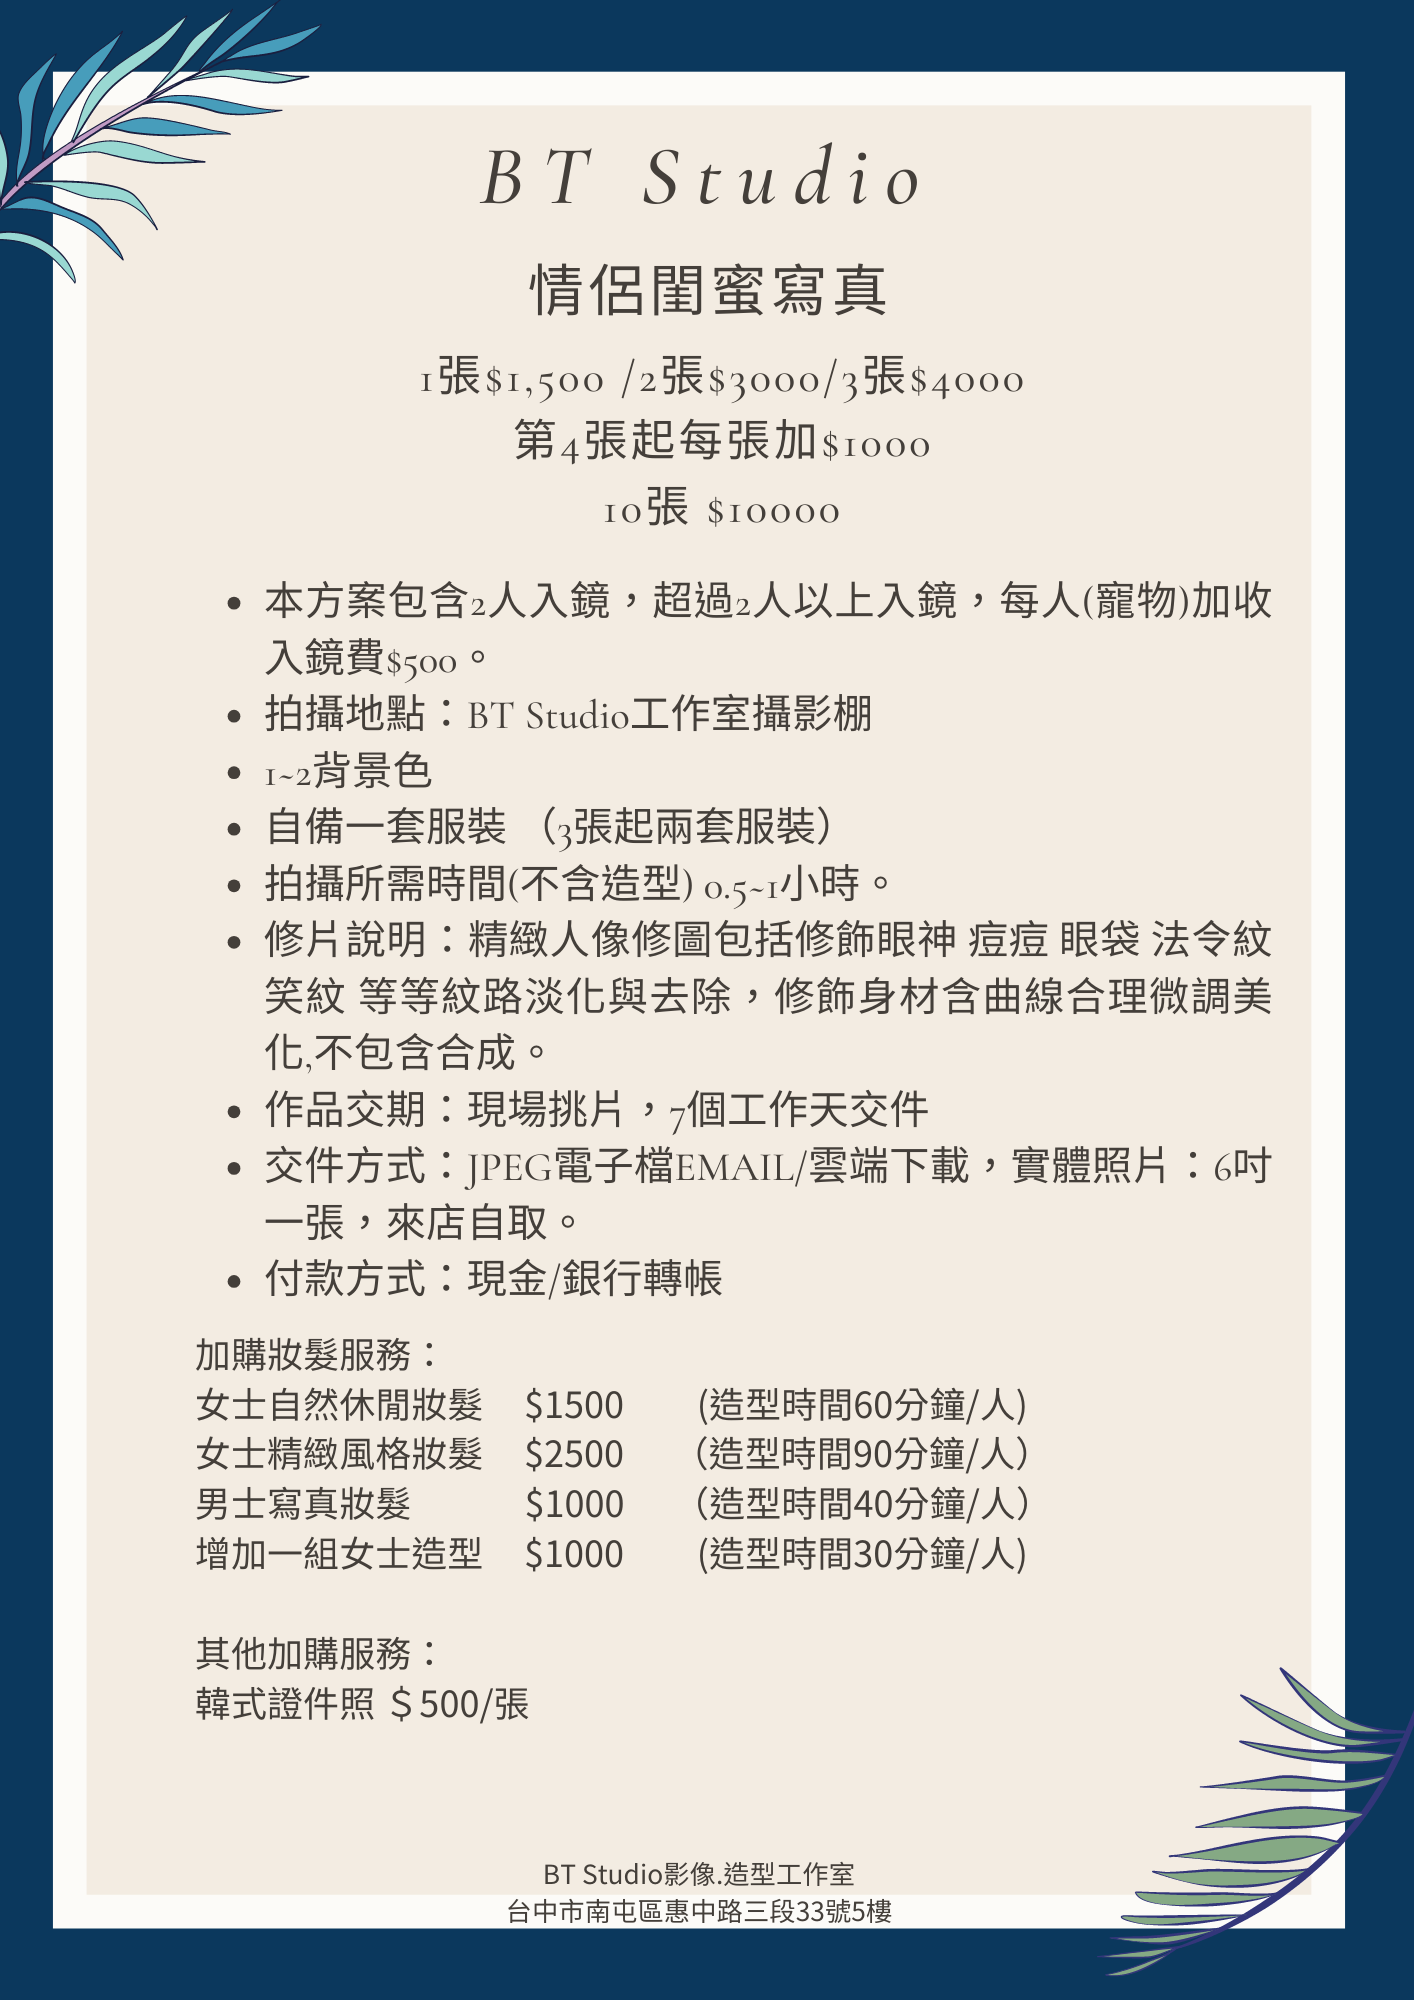 BT Studio
情侶閨蜜寫真
1張$1,500 /2張$3000/3張$4000
第4張起每張加$1000
10張 $10000
• 本方案包含2人入鏡，超過2人以上入鏡，每人(寵物)加收
入鏡費$500。
• 拍攝地點：BT Studio工作室攝影棚
• 1~2背景色
• 自備一套服裝 （3張起兩套服裝）
• 拍攝所需時間(不含造型) 0.5~1小時。
• 修片說明：精緻人像修圖包括修飾眼神 痘痘 眼袋 法令紋
笑紋 等等紋路淡化與去除，修飾身材含曲線合理微調美
化,不包含合成。
• 作品交期：現場挑片，7個工作天交件
• 交件方式：JPEG電子檔EMAIL/雲端下載，實體照片：6吋
一張，來店自取。
• 付款方式：現金/銀行轉帳
加購妝髮服務：
女士自然休閒妝髮 $1500 (造型時間60分鐘/人)
女士精緻風格妝髮 $2500 （造型時間90分鐘/人）
男士寫真妝髮 $1000 （造型時間40分鐘/人）
增加一組女士造型 $1000 (造型時間30分鐘/人)
其他加購服務：
韓式證件照 ＄500/張
BT Studio影像.造型工作室
台中市南屯區惠中路三段33號5樓